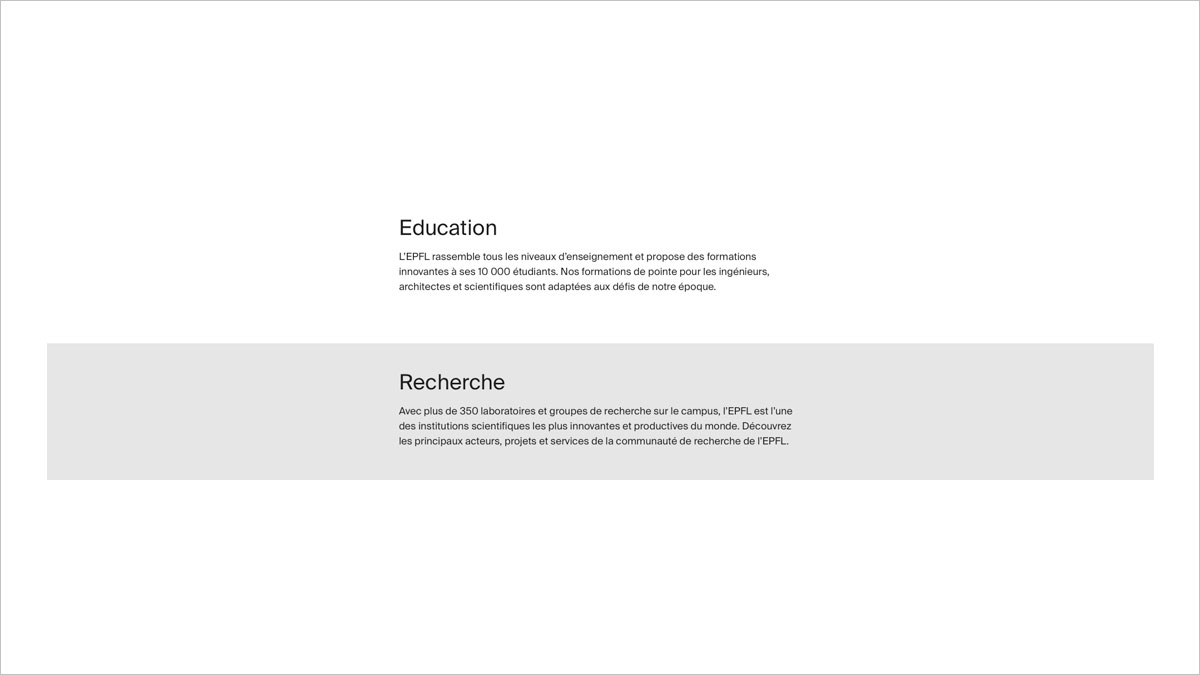 Education
L’EPFL rassemble tous les niveaux d’enseignement et propose des formations
innovantes à ses 10 000 étudiants. Nos formations de pointe pour les ingénieurs,
architectes et scientifiques sont adaptées aux défis de notre époque.
Recherche
Avec plus de 350 laboratoires et groupes de recherche sur le campus, l’EPFL est l’une
des institutions scientifiques les plus innovantes et productives du monde. Découvrez
les principaux acteurs, projets et services de la communauté de recherche de l’EPFL.